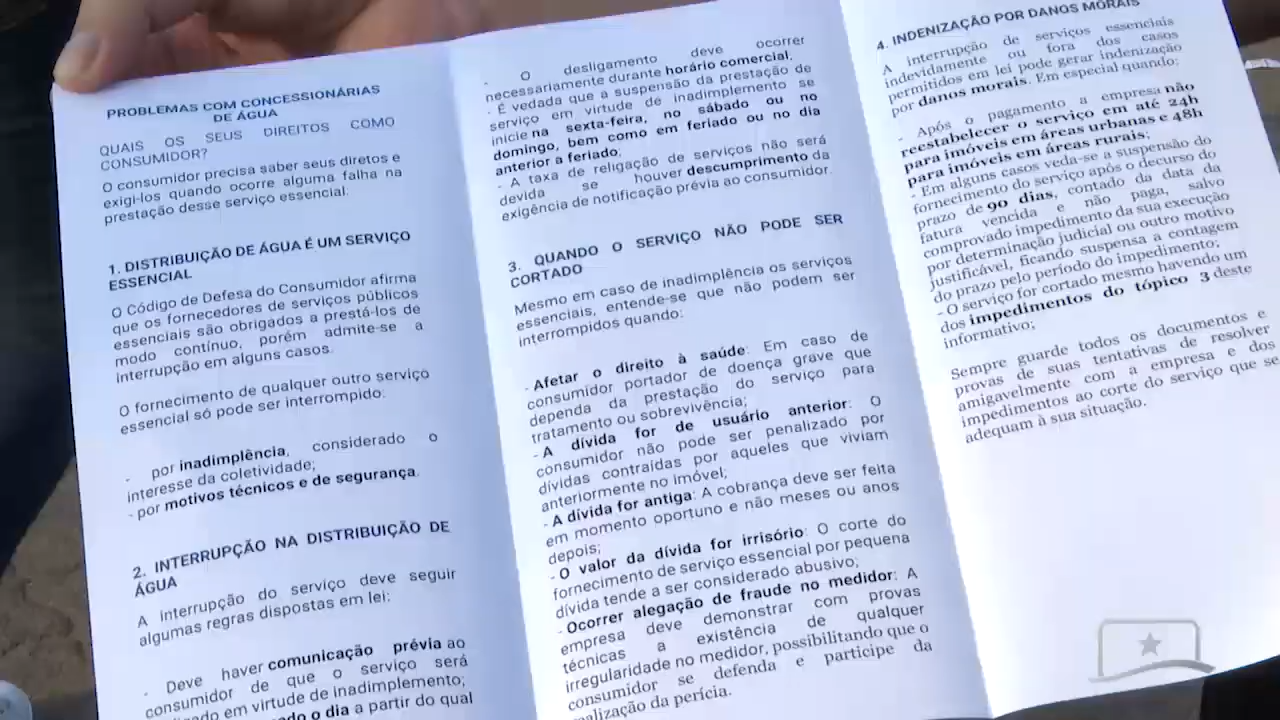 PROBLEMAS COM CONCESSIONÁRIAS
DE ÁGUA
QUAIS OS SEUS DIREITOS COMO
CONSUMIDOR?
O consumidor precisa saber seus diretos e
exigi-los quando ocorre alguma falha na
prestação desse serviço essencial.
1. DISTRIBUIÇÃO DE ÁGUA É UM SERVIÇO
ESSENCIAL
O Código de Defesa do Consumidor afirma
que os fornecedores de serviços públicos
essenciais são obrigados a prestá-los de
modo contínuo, porém admite-se a
interrupção em alguns casos.
O fornecimento de qualquer outro serviço
essencial só pode ser interrompido:
- por inadimplência, considerado o
interesse da coletividade;
- por motivos técnicos e de segurança.
2. INTERRUPÇÃO NA DISTRIBUIÇÃO DE
ÁGUA
A interrupção do serviço deve seguir
algumas regras dispostas em lei:
- Deve haver comunicação prévia ao
consumidor de que o serviço será
em virtude de inadimplemento;
o dia a partir do qual
- O desligamento deve ocorrer
necessariamente durante horário comercial;
- É vedada que a suspensão da prestação de
serviço em virtude de inadimplemento se
inicie na sexta-feira, no sábado ou no
domingo, bem como em feriado ou no dia
anterior a feriado;
- A taxa de religação de serviços não será
devida se houver descumprimento da
exigência de notificação prévia ao consumidor.
3. QUANDO O SERVIÇO NÃO PODE SER
CORTADO
Mesmo em caso de inadimplência os serviços
essenciais, entende-se que não podem ser
interrompidos quando:
- Afetar o direito à saúde: Em caso de
consumidor portador de doença grave que
dependa da prestação do serviço para
tratamento ou sobrevivência;
- A dívida for de usuário anterior: O
consumidor não pode ser penalizado por
dívidas contraídas por aqueles que viviam
anteriormente no imóvel;
- A dívida for antiga: A cobrança deve ser feita
em momento oportuno e não meses ou anos
depois;
- O valor da dívida for irrisório: O corte do
fornecimento de serviço essencial por pequena
dívida tende a ser considerado abusivo;
- Ocorrer alegação de fraude no medidor: A
empresa deve demonstrar com provas
técnicas a existência de qualquer
irregularidade no medidor, possibilitando que o
consumidor se defenda e participe da
realização da perícia.
4. INDENIZAÇÃO POR DANOS MORAIS
A interrupção de serviços essenciais
indevidamente ou fora dos casos
permitidos em lei pode gerar indenização
por danos morais. Em especial quando:
- Após o pagamento a empresa não
reestabelecer o serviço em até 24h
para imóveis em áreas urbanas e 48h
para imóveis em áreas rurais;
- Em alguns casos veda-se a suspensão do
fornecimento do serviço após o decurso do
prazo de 90 dias, contado da data da
fatura vencida e não paga, salvo
comprovado impedimento da sua execução
por determinação judicial ou outro motivo
justificável, ficando suspensa a contagem
do prazo pelo período do impedimento;
- O serviço for cortado mesmo havendo um
dos impedimentos do tópico 3 deste
informativo;
Sempre guarde todos os documentos e
provas de suas tentativas de resolver
amigavelmente com a empresa e dos
impedimentos ao corte do serviço que se
adequam à sua situação.